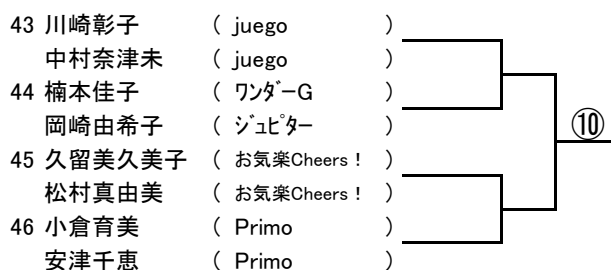 43 川崎彰子 ( juego )
中村奈津未 ( juego )
44 楠本佳子 ( ワンダーG )
岡崎由希子 ( ジュピター )
⑩
45 久留美久美子 ( お気楽Cheers！ )
松村真由美 ( お気楽Cheers！ )
46 小倉育美 ( Primo )
安津千恵 ( Primo )